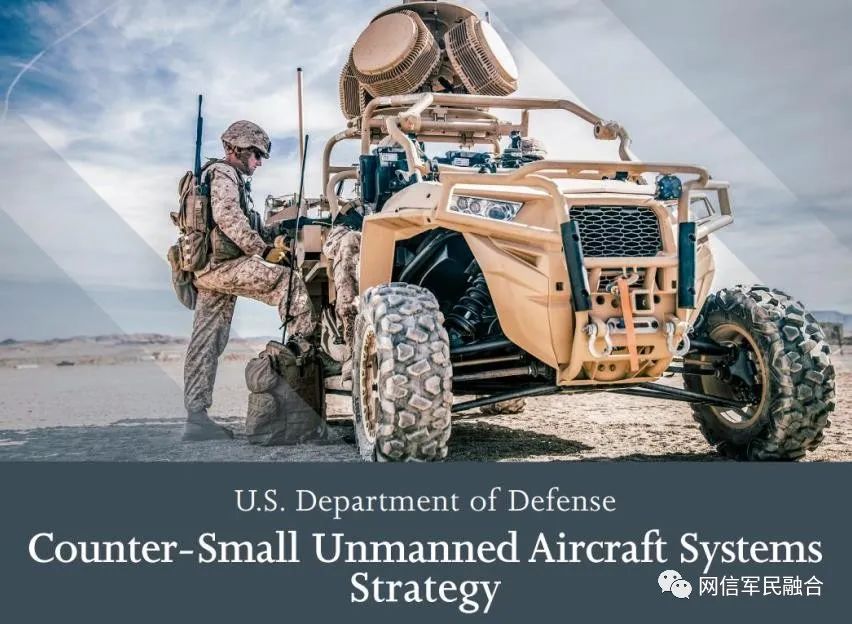 U.S. Department of Defense
Counter-Small Unmanned Aircraft Systems
Strategy
网信军民融合